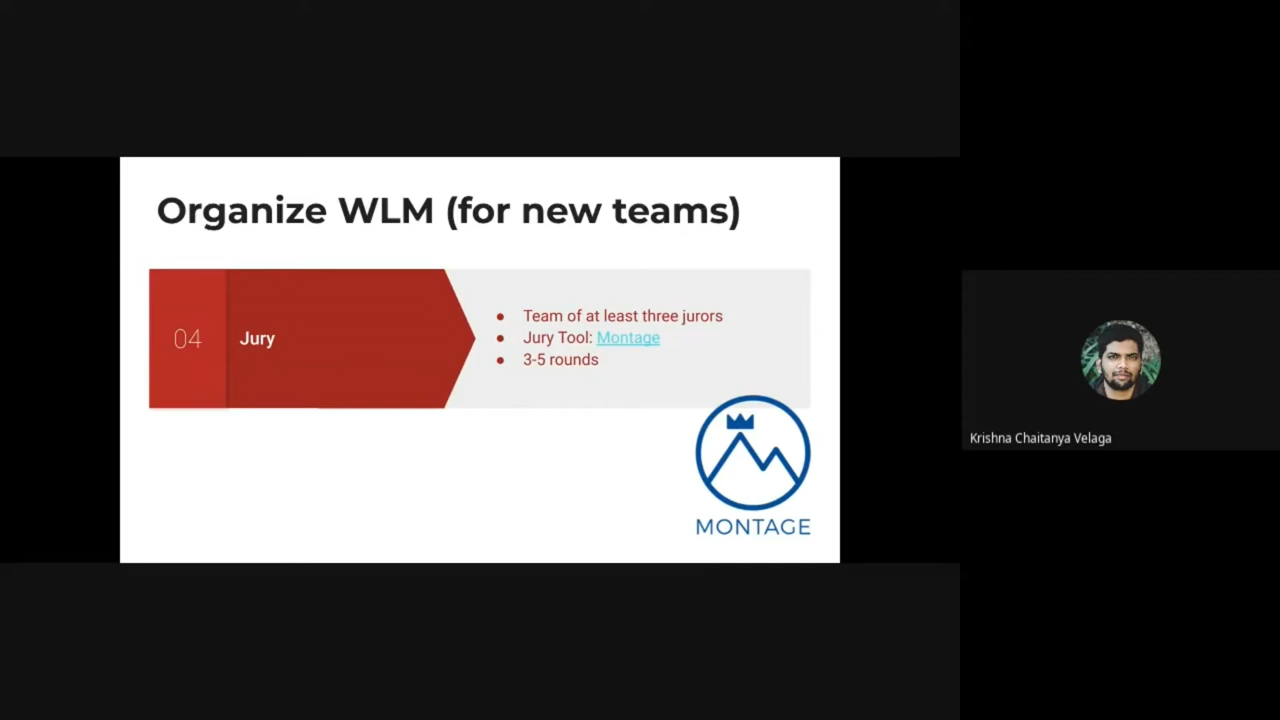 Organize WLM (for new teams)
04
Jury
● Team of at least three jurors
● Jury Tool: Montage
● 3-5 rounds
MONTAGE
Krishna Chaitanya Velaga